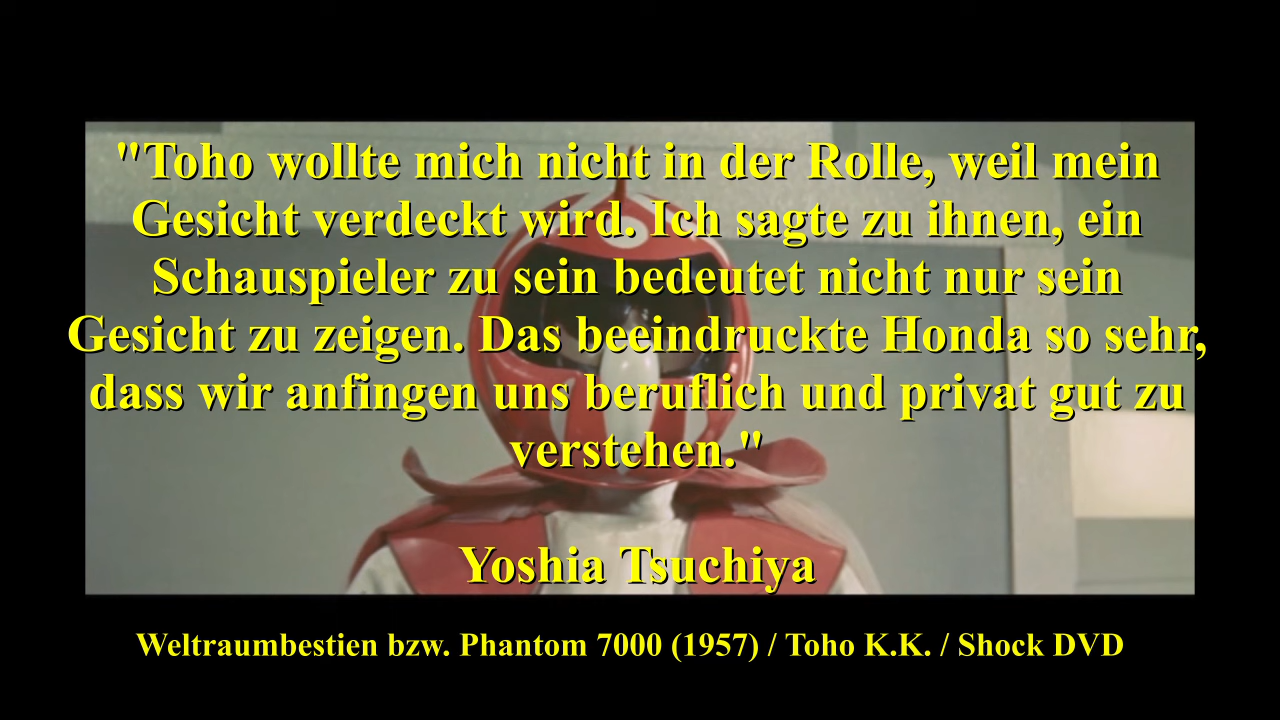 "Toho wollte mich nicht in der Rolle, weil mein
Gesicht verdeckt wird. Ich sagte zu ihnen, ein
Schauspieler zu sein bedeutet nicht nur sein
Gesicht zu zeigen. Das beeindruckte Honda so sehr,
dass wir anfingen uns beruflich und privat gut zu
verstehen."
Yoshia Tsuchiya
Weltraumbestien bzw. Phantom 7000 (1957) / Toho K.K. / Shock DVD